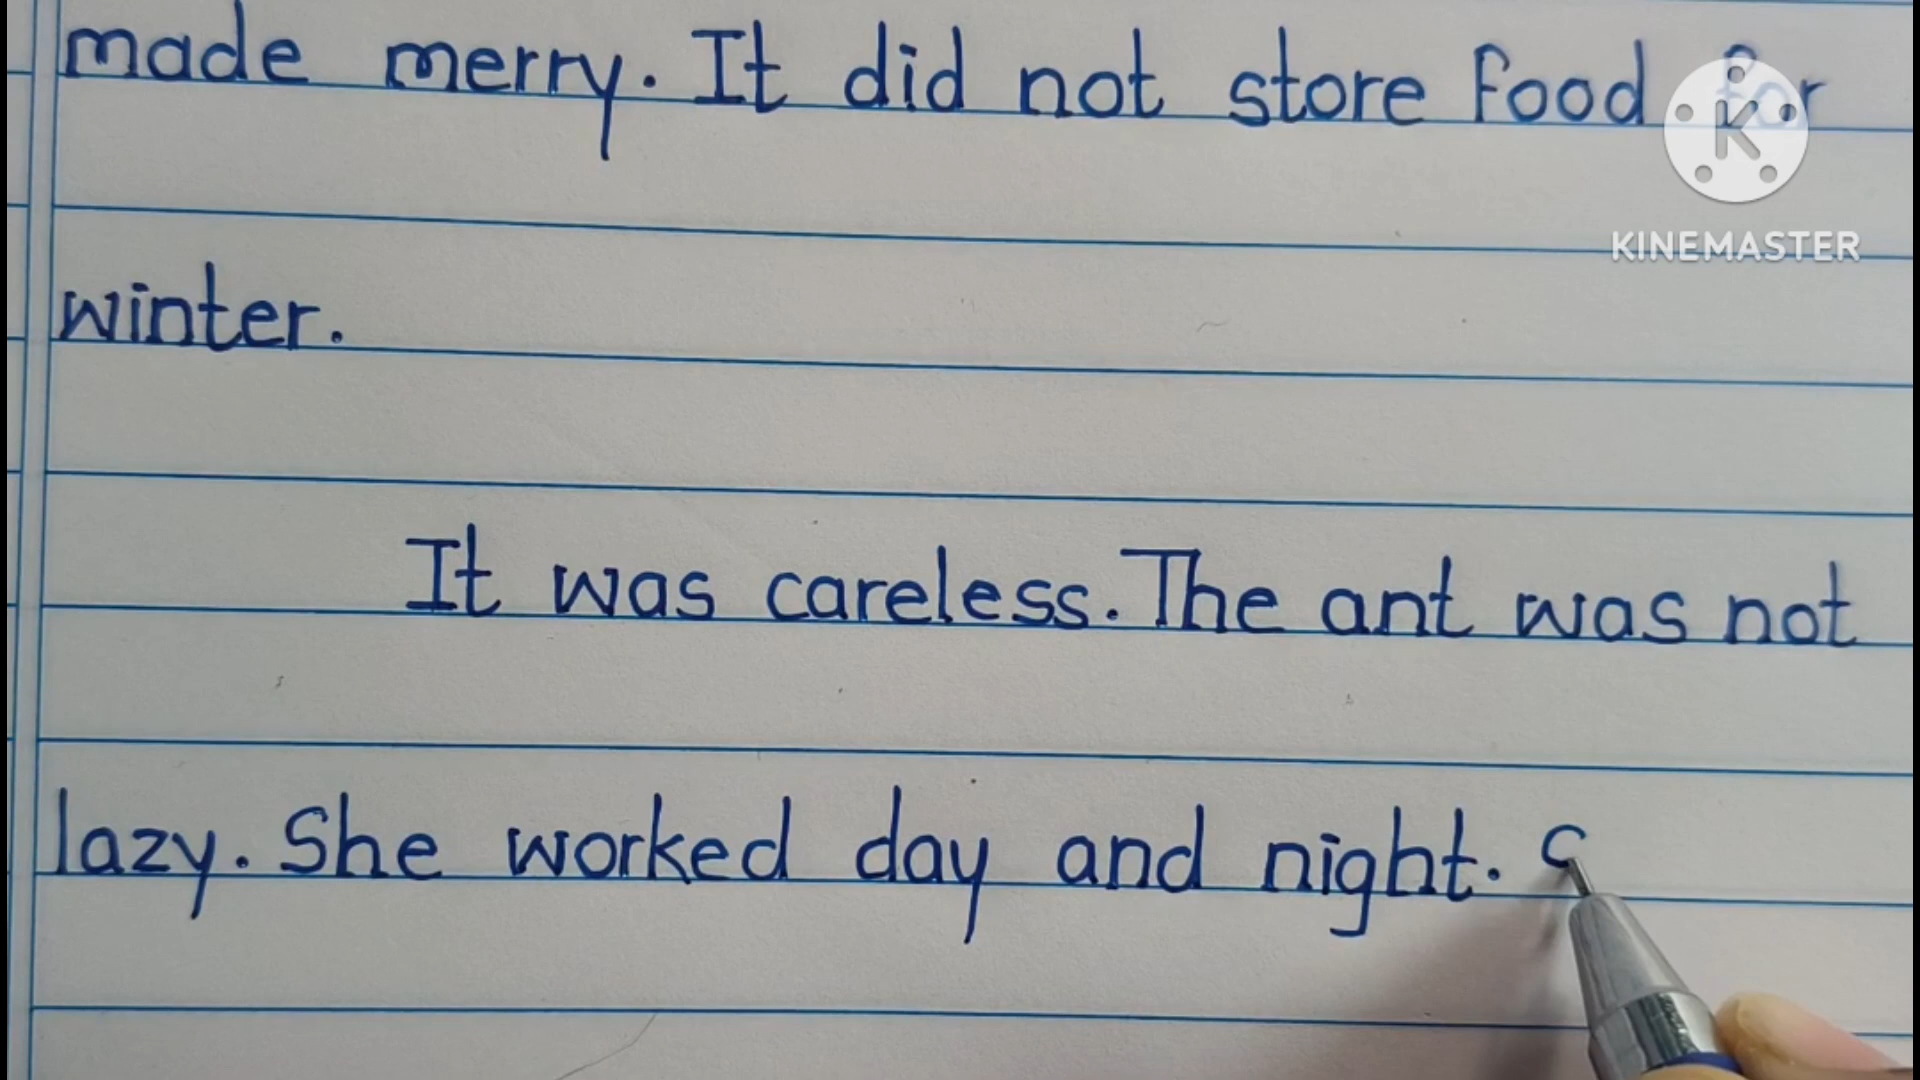 made merry. It did not store food for
KINEMASTER
winter.
It was careless. The ant was not
lazy. She worked day and night. S